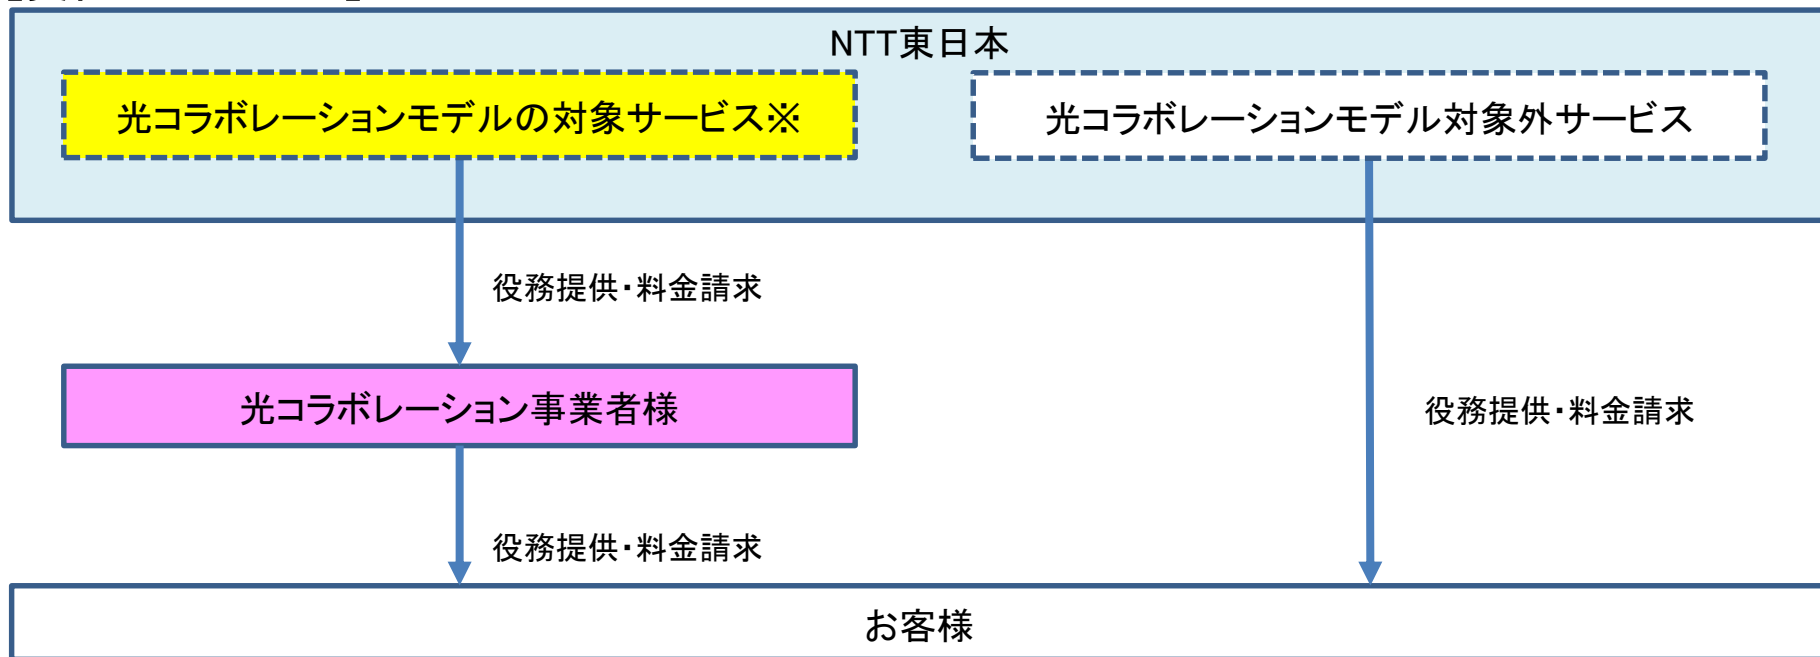 NTT東日本
光コラボレーションモデルの対象サービス※
光コラボレーションモデル対象外サービス
役務提供・料金請求
光コラボレーション事業者様
役務提供・料金請求
役務提供・料金請求
お客様